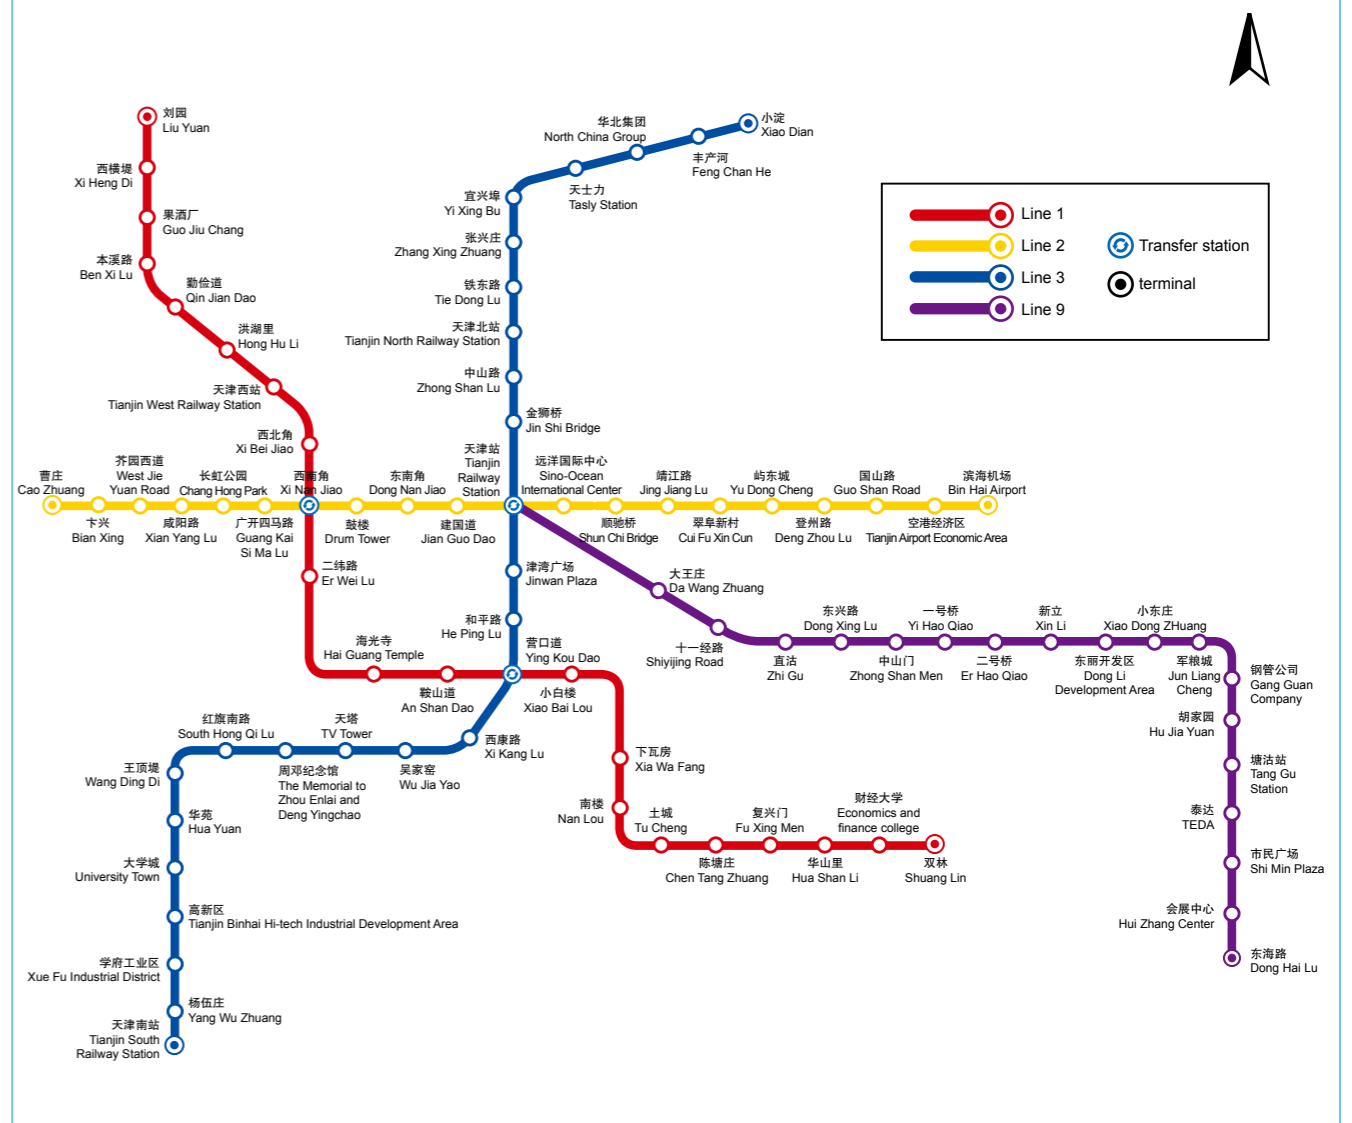 刘园
Liu Yuan
西横堤
Xi Heng Di
果酒厂
Guo Jiu Chang
本溪路
Ben Xi Lu
勤俭道
Qin Jian Dao
洪湖里
Hong Hu Li
天津西站
Tianjin West Railway Station
西北角
Xi Bei Jiao
西南角
Xi Nan Jiao
二纬路
Er Wei Lu
海光寺
Hai Guang Temple
鞍山道
An Shan Dao
营口道
Ying Kou Dao
小白楼
Xiao Bai Lou
下瓦房
Xia Wa Fang
南楼
Nan Lou
土城
Tu Cheng
陈塘庄
Chen Tang Zhuang
复兴门
Fu Xing Men
华山里
Hua Shan Li
财经大学
Economics and
finance college
双林
Shuang Lin
曹庄
Cao Zhuang
卞兴
Bian Xing
芥园西道
West Jie
Yuan Road
咸阳路
Xian Yang Lu
长虹公园
Chang Hong Park
广开四马路
Guang Kai
Si Ma Lu
鼓楼
Drum Tower
东南角
Dong Nan Jiao
建国道
Jian Guo Dao
天津站
Tianjin
Railway
Station
远洋国际中心
Sino-Ocean
International Center
顺驰桥
Shun Chi Bridge
靖江路
Jing Jiang Lu
翠阜新村
Cui Fu Xin Cun
屿东城
Yu Dong Cheng
登州路
Deng Zhou Lu
国山路
Guo Shan Road
空港经济区
Tianjin Airport Economic Area
滨海机场
Bin Hai Airport
小淀
Xiao Dian
丰产河
Feng Chan He
华北集团
North China Group
天士力
Tasly Station
宜兴埠
Yi Xing Bu
张兴庄
Zhang Xing Zhuang
铁东路
Tie Dong Lu
天津北站
Tianjin North Railway Station
中山路
Zhong Shan Lu
金狮桥
Jin Shi Bridge
津湾广场
Jinwan Plaza
和平路
He Ping Lu
西康路
Xi Kang Lu
吴家窑
Wu Jia Yao
天塔
TV Tower
周邓纪念馆
The Memorial to
Zhou Enlai and
Deng Yingchao
红旗南路
South Hong Qi Lu
王顶堤
Wang Ding Di
华苑
Hua Yuan
大学城
University Town
高新区
Tianjin Binhai Hi-tech Industrial Development Area
学府工业区
Xue Fu Industrial District
杨伍庄
Yang Wu Zhuang
天津南站
Tianjin South
Railway Station
大王庄
Da Wang Zhuang
十一经路
Shiyijing Road
直沽
Zhi Gu
东兴路
Dong Xing Lu
中山门
Zhong Shan Men
一号桥
Yi Hao Qiao
二号桥
Er Hao Qiao
新立
Xin Li
东丽开发区
Dong Li
Development Area
小东庄
Xiao Dong ZHuang
军粮城
Jun Liang
Cheng
钢管公司
Gang Guan
Company
胡家园
Hu Jia Yuan
塘沽站
Tang Gu
Station
泰达
TEDA
市民广场
Shi Min Plaza
会展中心
Hui Zhang Center
东海路
Dong Hai Lu
Line 1
Line 2
Line 3
Line 9
Transfer station
terminal